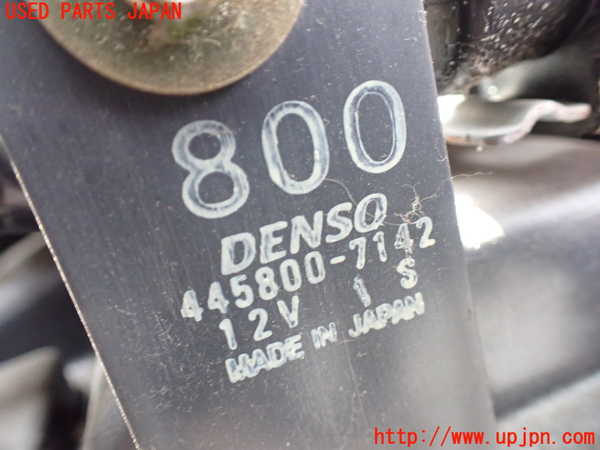 USED PARTS JAPAN
800
DENSO
445800-7142
12V 1 S
MADE IN JAPAN
http://www.upjpn.com/